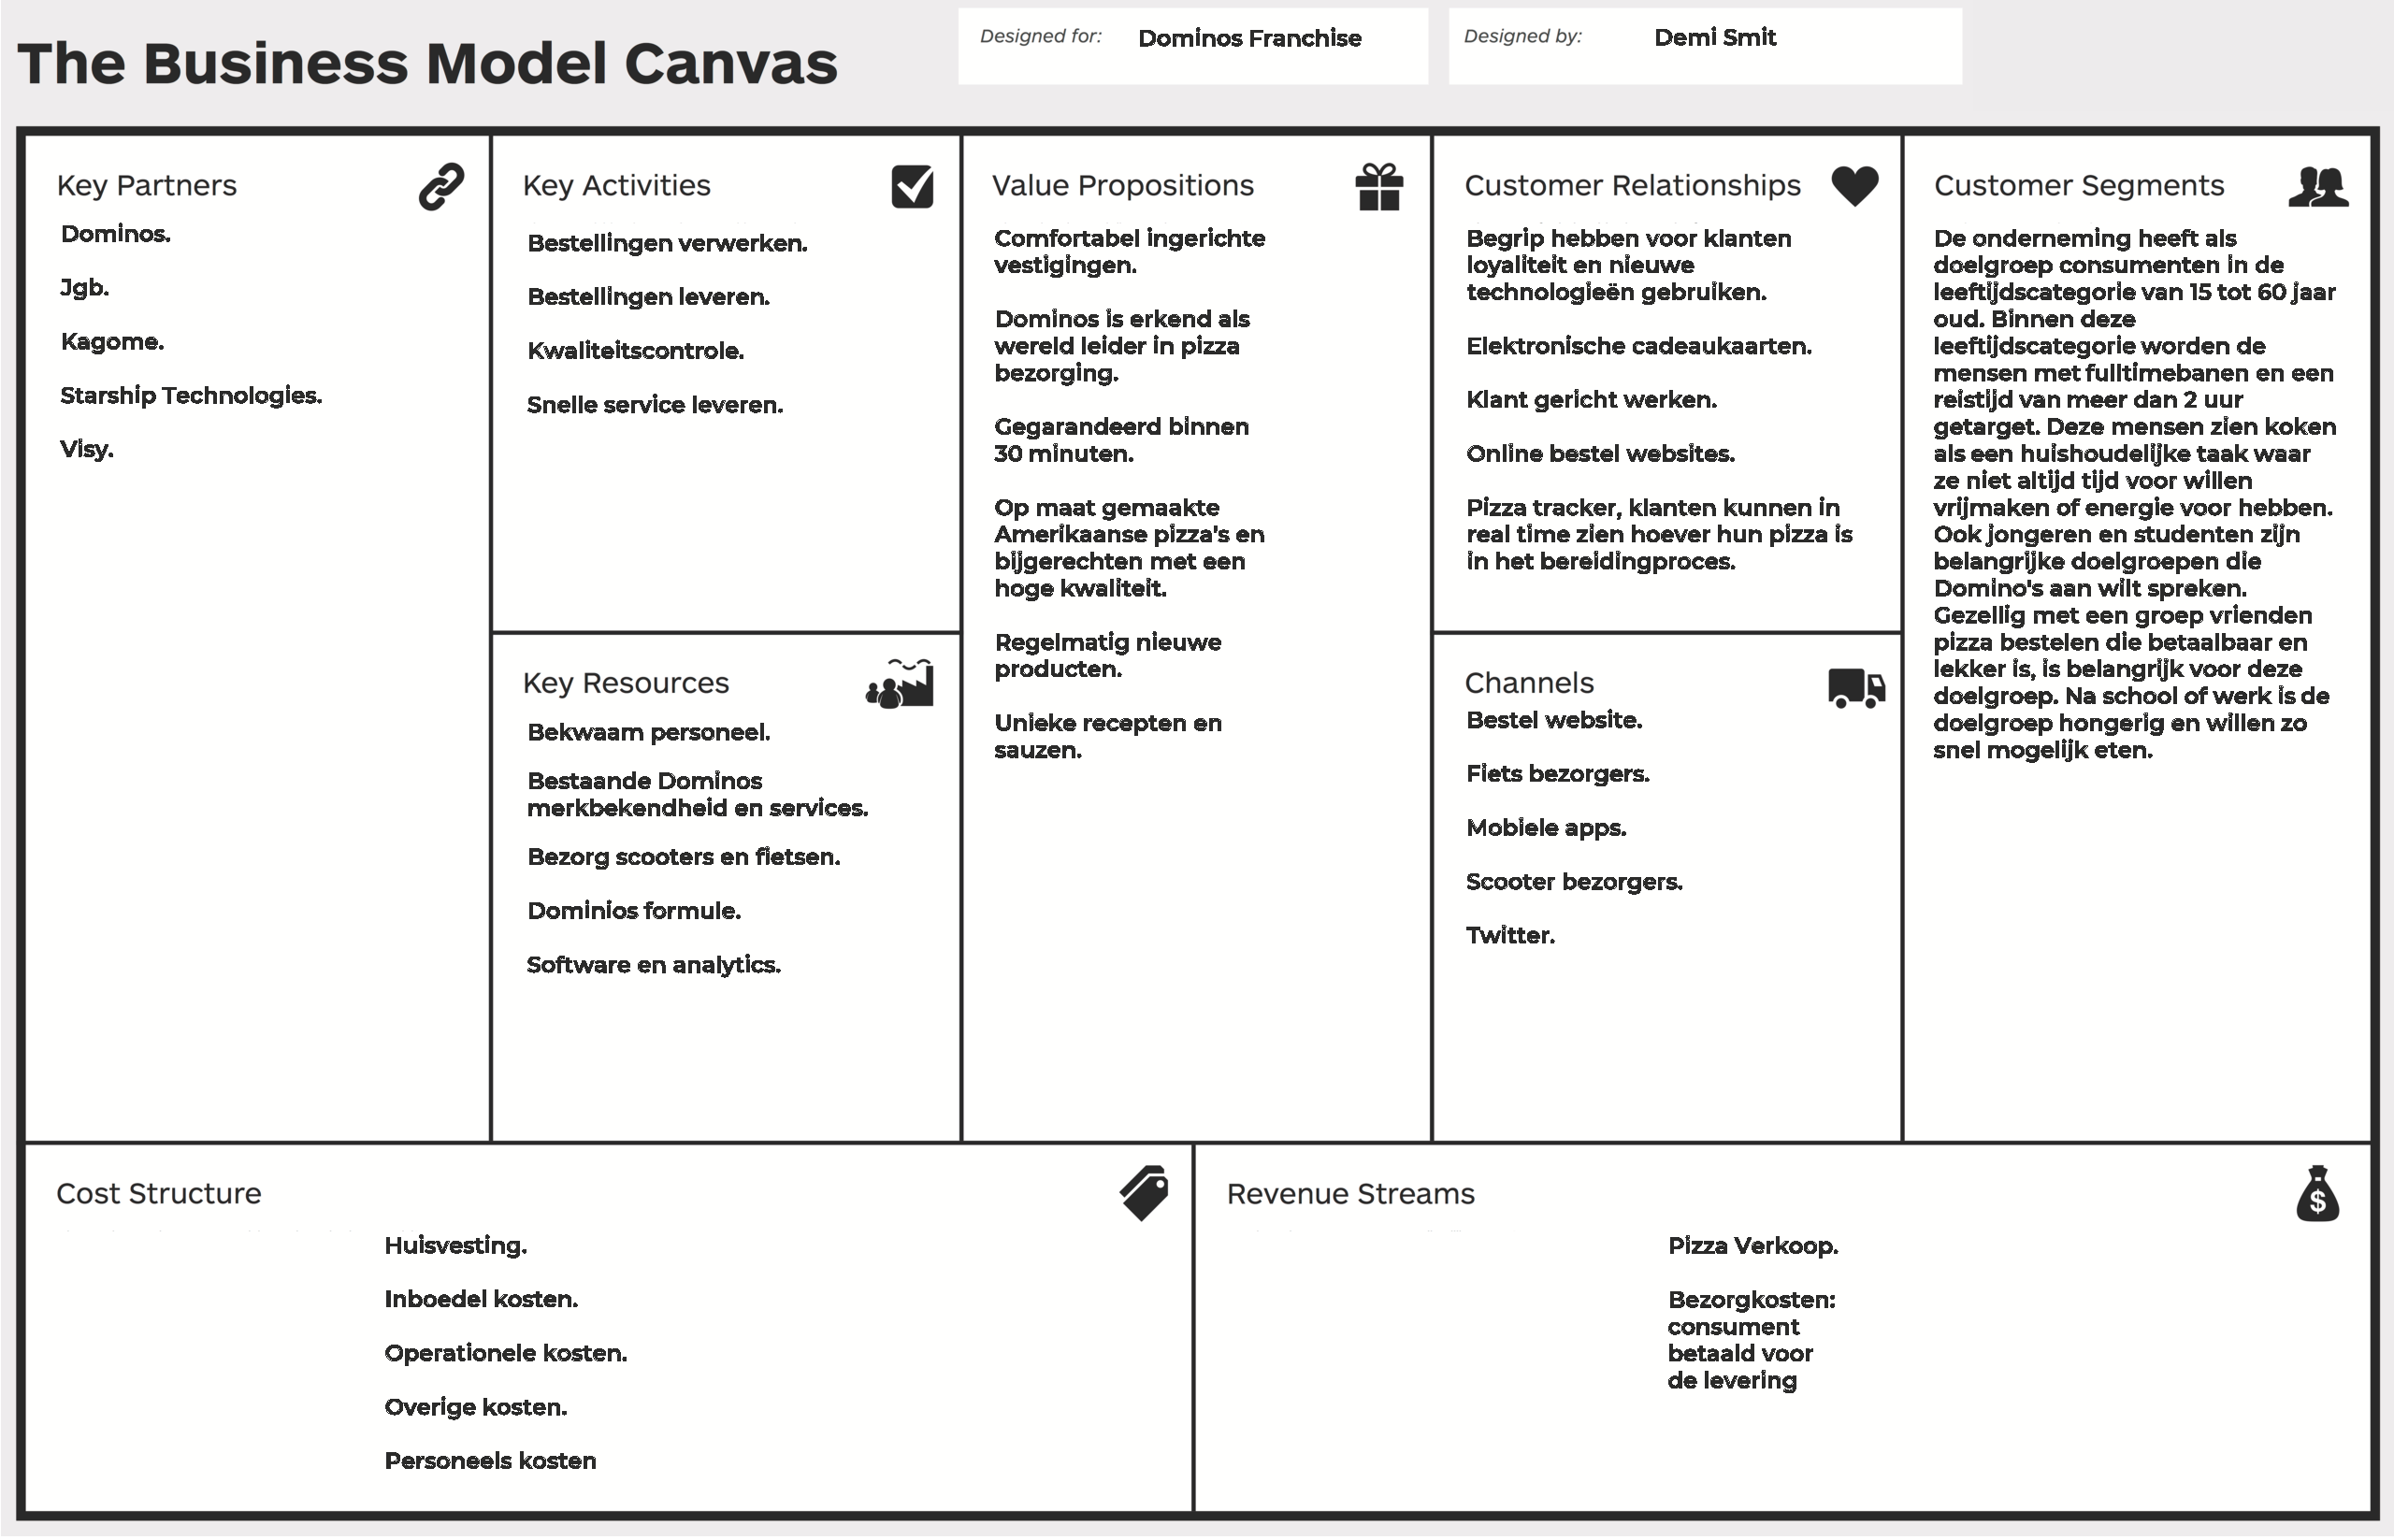 The Business Model Canvas
Designed for: Dominos Franchise
Designed by: Demi Smit
Key Partners
Dominos.
Jgb.
Kagome.
Starship Technologies.
Visy.
Key Activities
Bestellingen verwerken.
Bestellingen leveren.
Kwaliteitscontrole.
Snelle service leveren.
Key Resources
Bekwaam personeel.
Bestaande Dominos
merkbekendheid en services.
Bezorg scooters en fietsen.
Dominios formule.
Software en analytics.
Value Propositions
Comfortabel ingerichte
vestigingen.
Dominos is erkend als
wereld leider in pizza
bezorging.
Gegarandeerd binnen
30 minuten.
Op maat gemaakte
Amerikaanse pizza's en
bijgerechten met een
hoge kwaliteit.
Regelmatig nieuwe
producten.
Unieke recepten en
sauzen.
Customer Relationships
Begrip hebben voor klanten
loyaliteit en nieuwe
technologieën gebruiken.
Elektronische cadeaukaarten.
Klant gericht werken.
Online bestel websites.
Pizza tracker, klanten kunnen in
real time zien hoever hun pizza is
in het bereidingproces.
Channels
Bestel website.
Fiets bezorgers.
Mobiele apps.
Scooter bezorgers.
Twitter.
Customer Segments
De onderneming heeft als
doelgroep consumenten in de
leeftijdscategorie van 15 tot 60 jaar
oud. Binnen deze
leeftijdscategorie worden de
mensen met fulltimebanen en een
reistijd van meer dan 2 uur
getarget. Deze mensen zien koken
als een huishoudelijke taak waar
ze niet altijd tijd voor willen
vrijmaken of energie voor hebben.
Ook jongeren en studenten zijn
belangrijke doelgroepen die
Domino's aan wilt spreken.
Gezellig met een groep vrienden
pizza bestelen die betaalbaar en
lekker is, is belangrijk voor deze
doelgroep. Na school of werk is de
doelgroep hongerig en willen zo
snel mogelijk eten.
Cost Structure
Huisvesting.
Inboedel kosten.
Operationele kosten.
Overige kosten.
Personeels kosten
Revenue Streams
$
Pizza Verkoop.
Bezorgkosten:
consument
betaald voor
de levering